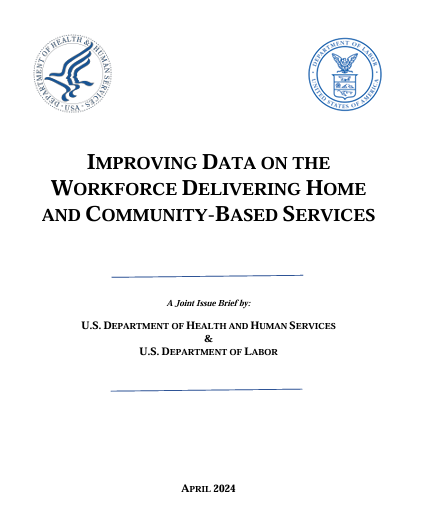 DEPARTMENT OF HEALTH & HUMAN SERVICES · USA
DEPARTMENT OF LABOR
UNITED STATES OF AMERICA
IMPROVING DATA ON THE
WORKFORCE DELIVERING HOME
AND COMMUNITY-BASED SERVICES
A Joint Issue Brief by:
U.S. DEPARTMENT OF HEALTH AND HUMAN SERVICES
&
U.S. DEPARTMENT OF LABOR
APRIL 2024